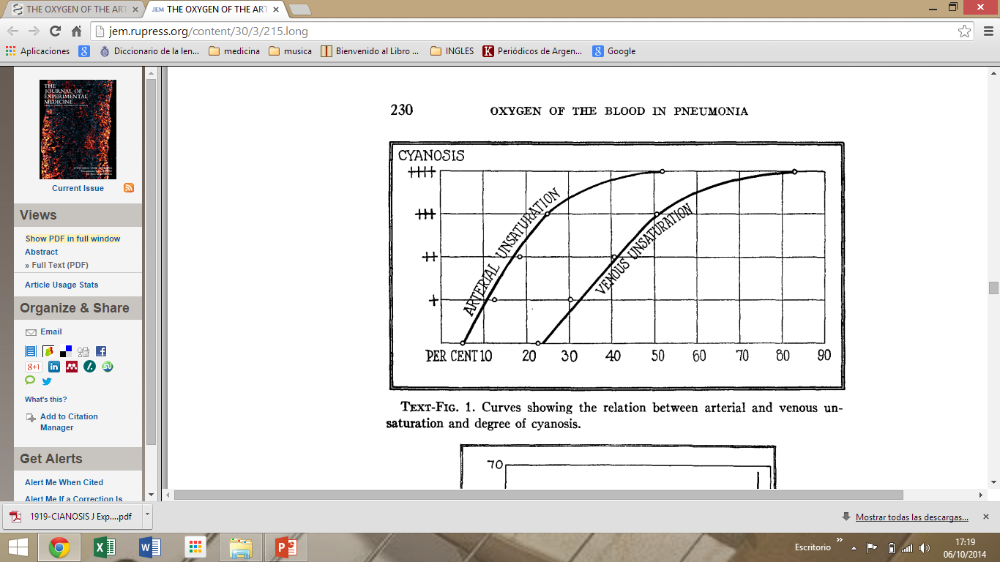 THE OXYGEN OF THE ART
JEM THE OXYGEN OF THE ART
jem.rupress.org/content/30/3/215.long
Aplicaciones
Diccionario de la len...
medicina
musica
Bienvenido al Libro ...
INGLES
Periódicos de Argen...
Google
THE
JOURNAL OF
EXPERIMENTAL
MEDICINE
Current Issue
Views
Show PDF in full window
Abstract
» Full Text (PDF)
Article Usage Stats
Organize & Share
Email
What's this?
Add to Citation
Manager
Get Alerts
Alert Me When Cited
Alert Me If a Correction Is
230 OXYGEN OF THE BLOOD IN PNEUMONIA
CYANOSIS
++++
+++
++
+
ARTERIAL UNSATURATION
VENOUS UNSATURATION
PER CENT 10 20 30 40 50 60 70 80 90
TEXT-FIG. 1. Curves showing the relation between arterial and venous un-
saturation and degree of cyanosis.
70
1919-CIANOSIS J Exp....pdf
Mostrar todas las descargas...
Escritorio
17:19
06/10/2014